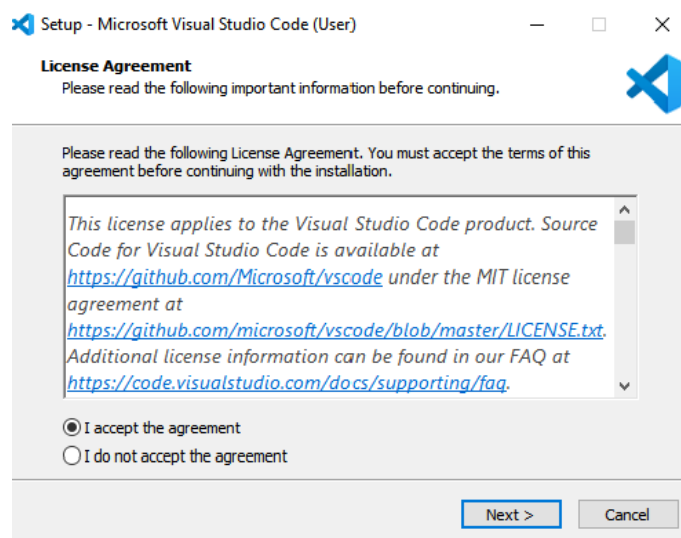 Setup - Microsoft Visual Studio Code (User)
License Agreement
Please read the following important information before continuing.
Please read the following License Agreement. You must accept the terms of this
agreement before continuing with the installation.
This license applies to the Visual Studio Code product. Source
Code for Visual Studio Code is available at
https://github.com/Microsoft/vscode under the MIT license
agreement at
https://github.com/microsoft/vscode/blob/master/LICENSE.txt.
Additional license information can be found in our FAQ at
https://code.visualstudio.com/docs/supporting/faq.
I accept the agreement
I do not accept the agreement
Next >
Cancel